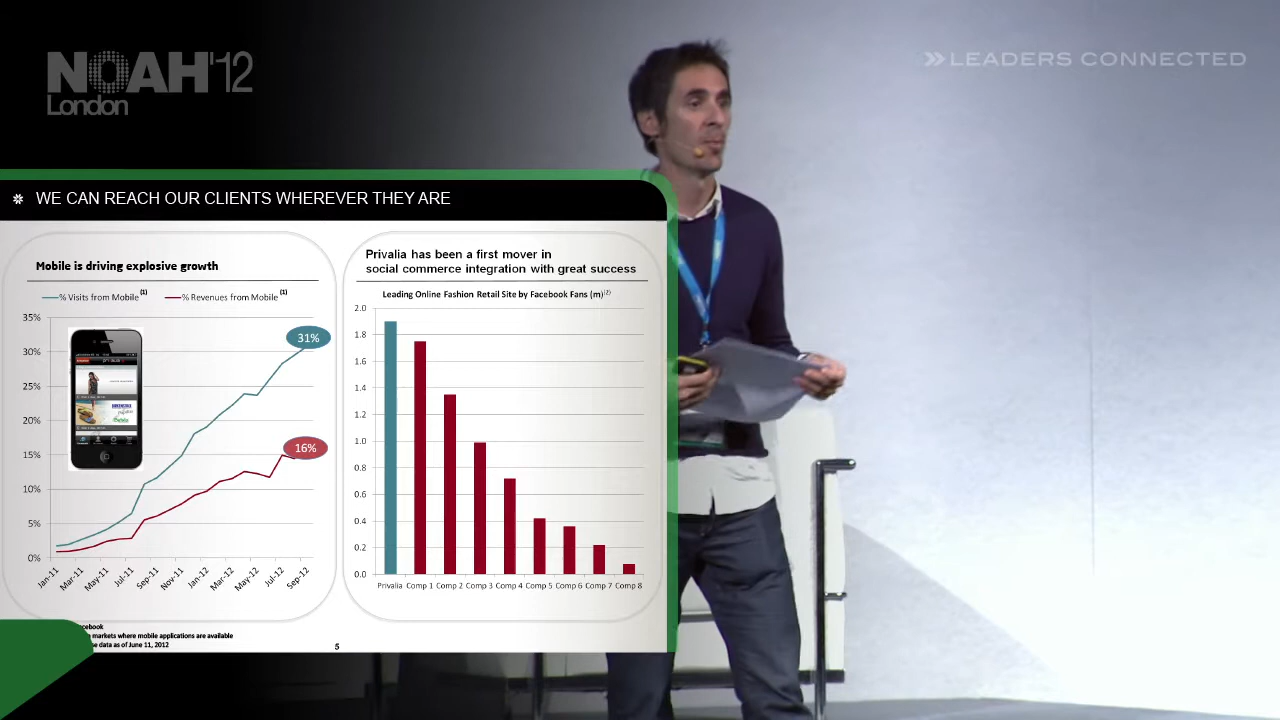 NOAH'12
London
LEADERS CONNECTED
WE CAN REACH OUR CLIENTS WHEREVER THEY ARE
Mobile is driving explosive growth
% Visits from Mobile (1)
% Revenues from Mobile (1)
35%
30%
25%
20%
15%
10%
5%
0%
31%
16%
Jan-11
Mar-11
May-11
Jul-11
Sep-11
Nov-11
Jan-12
Mar-12
May-12
Jul-12
Sep-12
Privalia has been a first mover in
social commerce integration with great success
Leading Online Fashion Retail Site by Facebook Fans (m)(2)
2.0
1.8
1.6
1.4
1.2
1.0
0.8
0.6
0.4
0.2
0.0
Privalia Comp 1 Comp 2 Comp 3 Comp 4 Comp 5 Comp 6 Comp 7 Comp 8
markets where mobile applications are available
data as of June 11, 2012
5